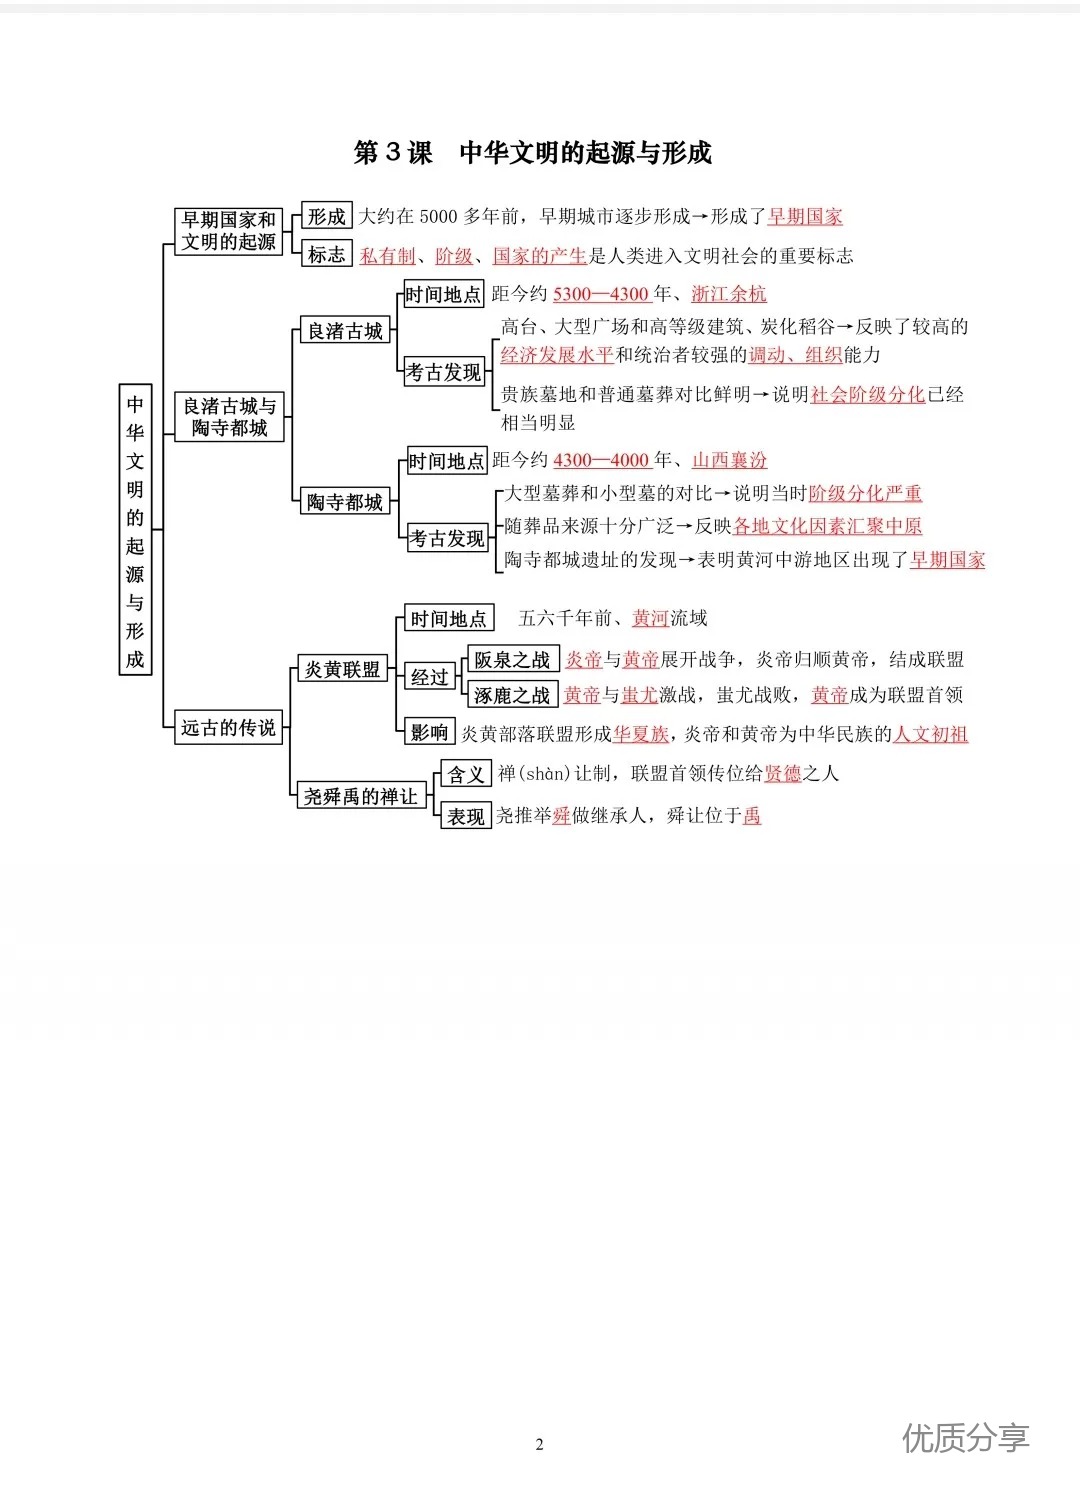 第 3 课　中华文明的起源与形成
中华文明的起源与形成
早期国家和
文明的起源
形成
大约在 5000 多年前，早期城市逐步形成→形成了早期国家
标志
私有制、阶级、国家的产生是人类进入文明社会的重要标志
良渚古城与
陶寺都城
良渚古城
时间地点
距今约 5300—4300 年、浙江余杭
考古发现
高台、大型广场和高等级建筑、炭化稻谷→反映了较高的
经济发展水平和统治者较强的调动、组织能力
贵族墓地和普通墓葬对比鲜明→说明社会阶级分化已经
相当明显
陶寺都城
时间地点
距今约 4300—4000 年、山西襄汾
考古发现
大型墓葬和小型墓的对比→说明当时阶级分化严重
随葬品来源十分广泛→反映各地文化因素汇聚中原
陶寺都城遗址的发现→表明黄河中游地区出现了早期国家
远古的传说
炎黄联盟
时间地点
五六千年前、黄河流域
经过
阪泉之战
炎帝与黄帝展开战争，炎帝归顺黄帝，结成联盟
涿鹿之战
黄帝与蚩尤激战，蚩尤战败，黄帝成为联盟首领
影响
炎黄部落联盟形成华夏族，炎帝和黄帝为中华民族的人文初祖
尧舜禹的禅让
含义
禅(shàn)让制，联盟首领传位给贤德之人
表现
尧推举舜做继承人，舜让位于禹
2
优质分享